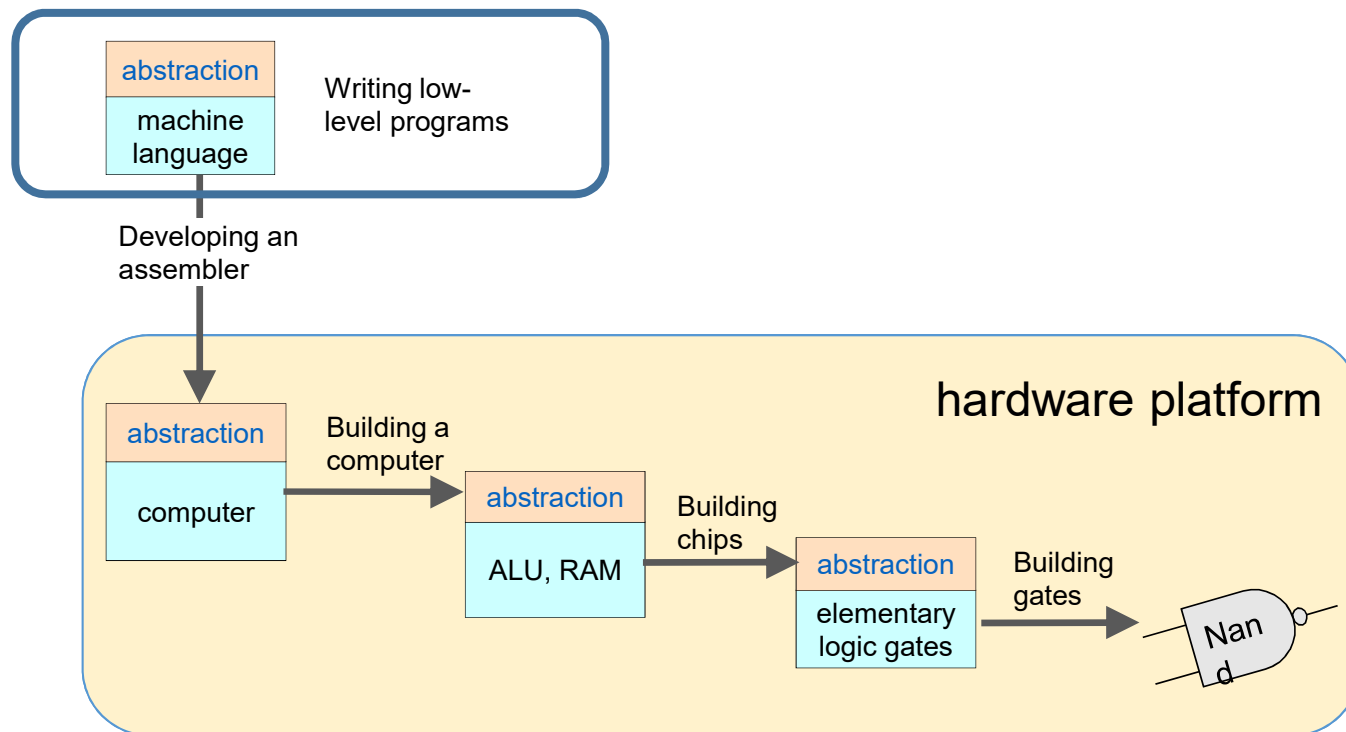 abstraction
machine
language
Writing low-
level programs
Developing an
assembler
hardware platform
abstraction
computer
Building a
computer
abstraction
ALU, RAM
Building
chips
abstraction
elementary
logic gates
Building
gates
Nan
d